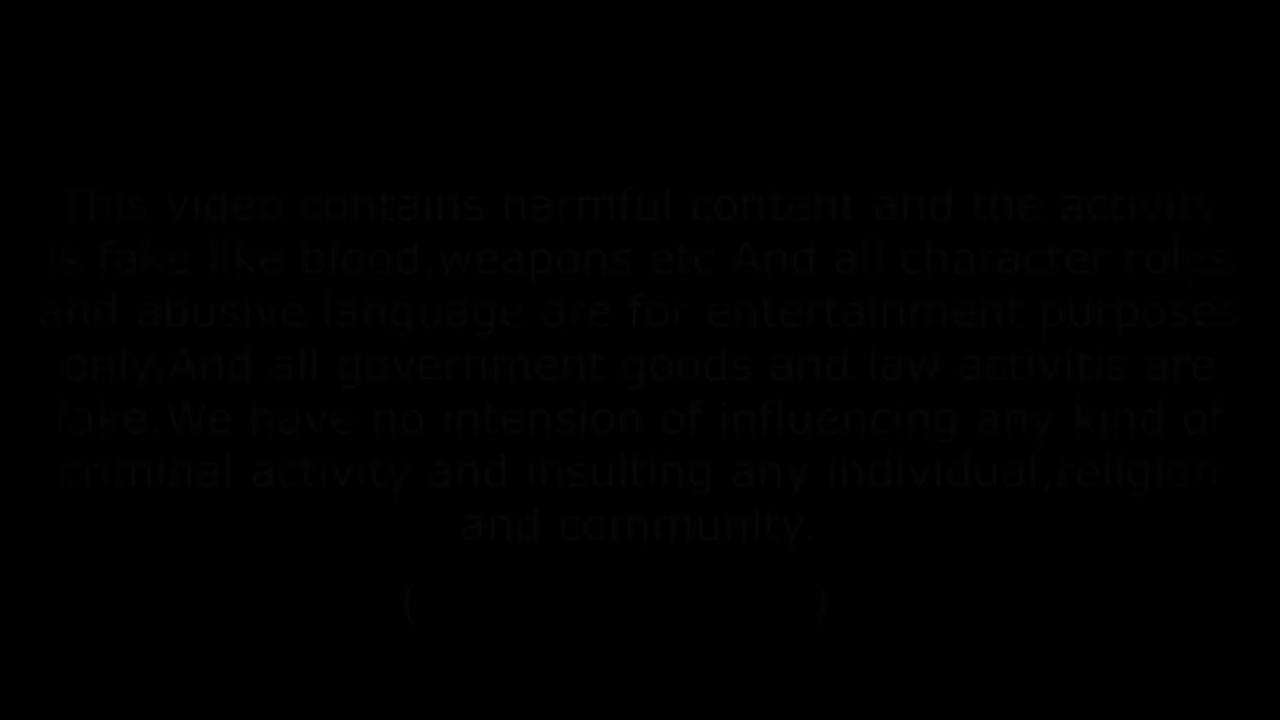 This video contains harmful content and the activity
is fake like blood,weapons etc And all character roles
and abusive language are for entertainment purposes
only.And all government goods and law activitis are
fake.We have no intension of influencing any kind of
criminal activity and insulting any individual,religion
and community.
( )